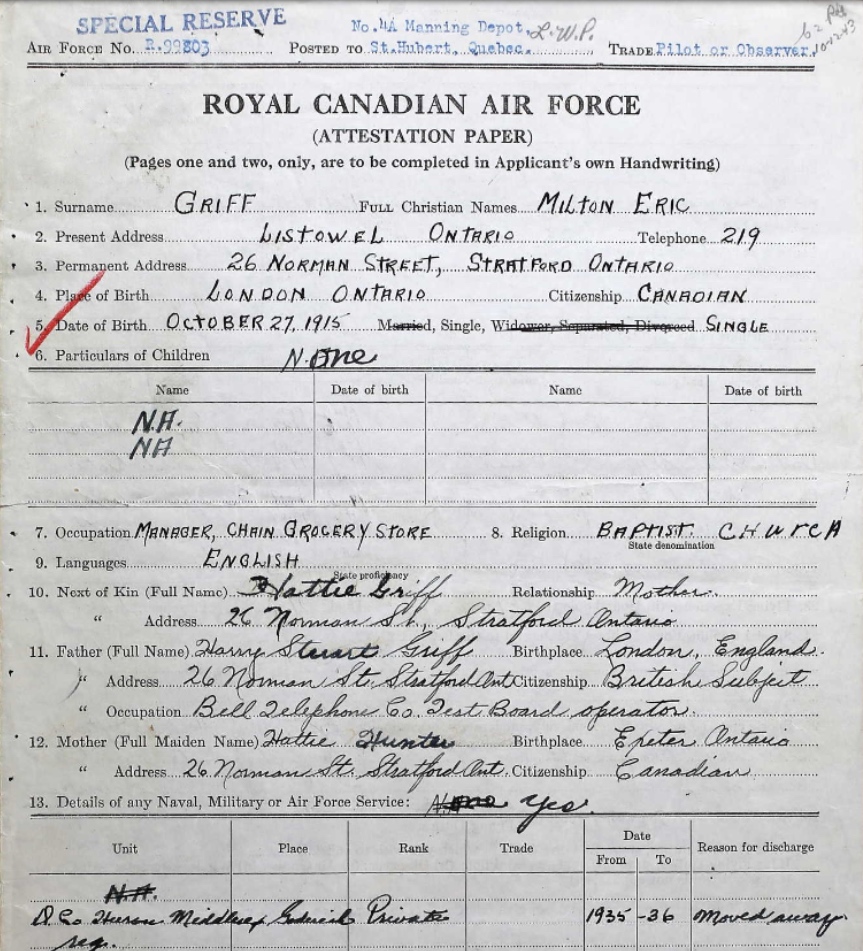 SPECIAL RESERVE No. 4A Manning Depot, L.W.P.
AIR FORCE No. R.99803 POSTED TO St. Hubert, Quebec. TRADE Pilot or Observer
ROYAL CANADIAN AIR FORCE
(ATTESTATION PAPER)
(Pages one and two, only, are to be completed in Applicant's own Handwriting)
1. Surname GRIFF FULL CHRISTIAN NAMES MILTON ERIC
2. Present Address LISTOWEL ONTARIO Telephone 219
3. Permanent Address 26 NORMAN STREET, STRATFORD ONTARIO
4. Place of Birth LONDON ONTARIO Citizenship CANADIAN
5. Date of Birth OCTOBER 27, 1915 Married, Single, Widower, Separated, Divorced SINGLE
6. Particulars of Children None
Name Date of birth Name Date of birth
N.A.
NA
7. Occupation MANAGER, CHAIN GROCERY STORE 8. Religion BAPTIST CHURCH
State denomination
9. Languages ENGLISH
State proficiency
10. Next of Kin (Full Name) Hattie Griff Relationship Mother
" Address 26 Norman St., Stratford Ontario
11. Father (Full Name) Harry Stuart Griff Birthplace London, England.
" Address 26 Norman St. Stratford Ont Citizenship British Subject
" Occupation Bell Telephone Co. Test Board operator.
12. Mother (Full Maiden Name) Hattie Hunter Birthplace Exeter Ontario
" Address 26 Norman St. Stratford Ont. Citizenship Canadian
13. Details of any Naval, Military or Air Force Service: None Yes.
Unit Place Rank Trade Date Reason for discharge
From To
N.A.
D. Co Huron Middlesex Goderich Private 1935 -36 Moved away
reg.